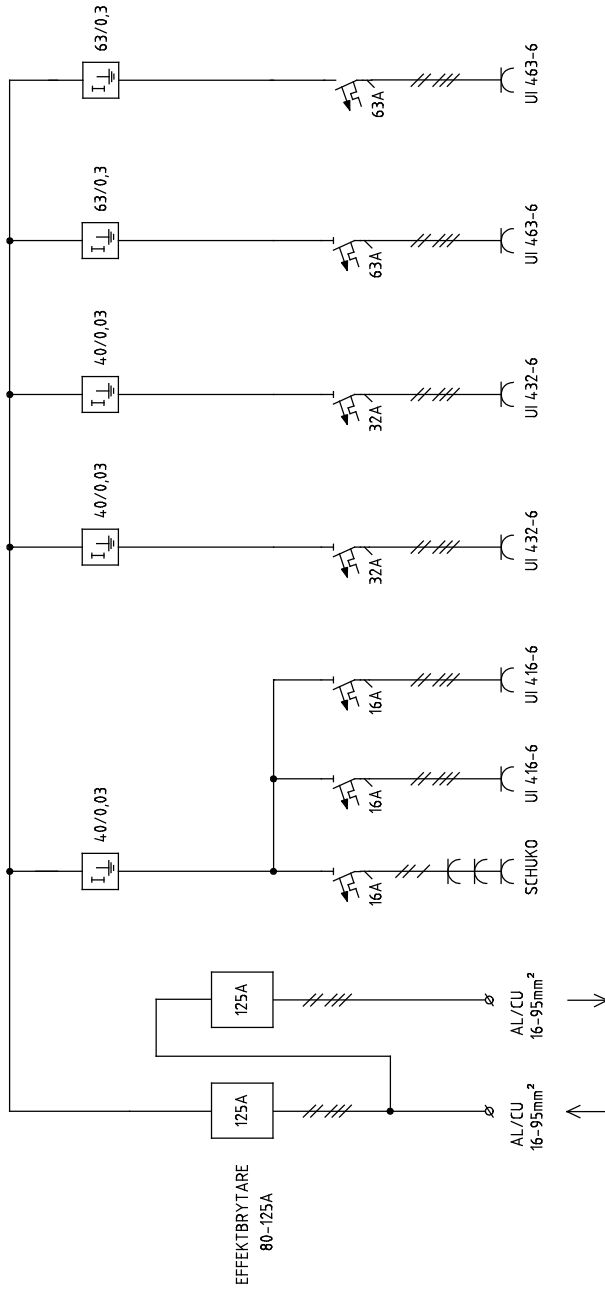 EFFEKTBRYTARE
80-125A
125A
125A
AL/CU
16-95mm²
AL/CU
16-95mm²
40/0,03
40/0,03
40/0,03
63/0,3
63/0,3
16A
16A
16A
32A
32A
63A
63A
SCHUKO
UI 416-6
UI 416-6
UI 432-6
UI 432-6
UI 463-6
UI 463-6